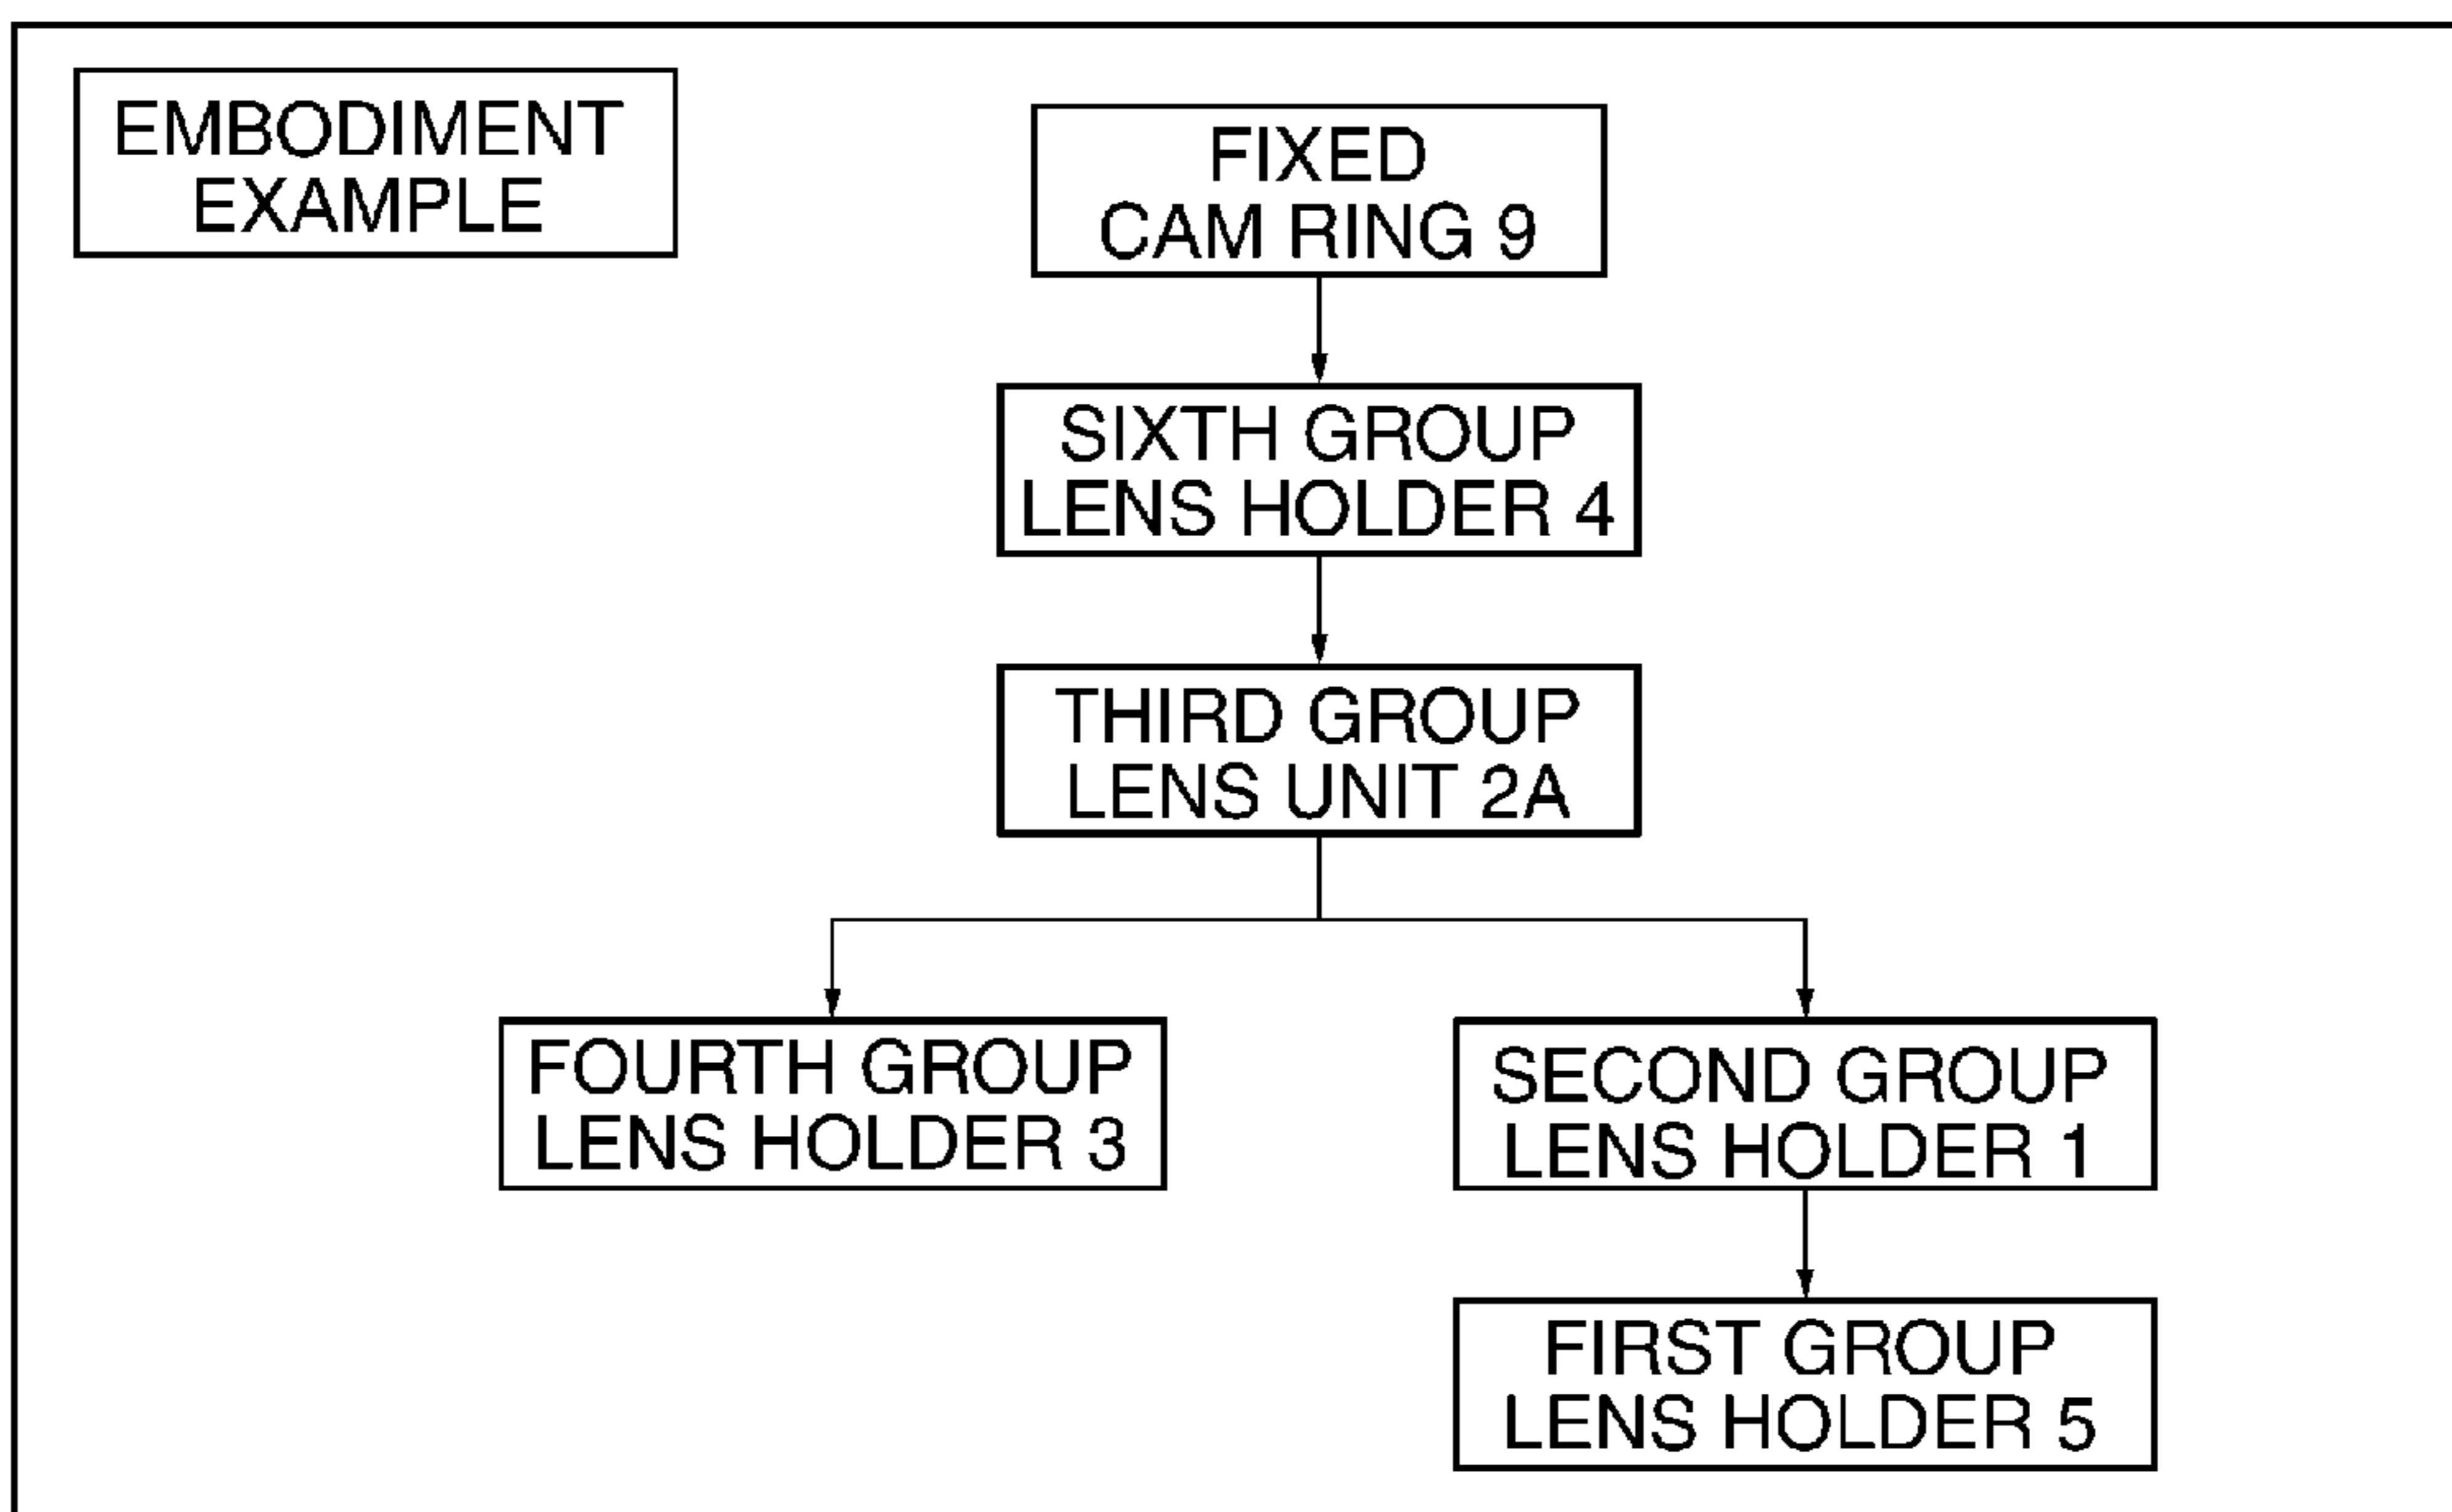 EMBODIMENT
EXAMPLE
FIXED
CAM RING 9
SIXTH GROUP
LENS HOLDER 4
THIRD GROUP
LENS UNIT 2A
FOURTH GROUP
LENS HOLDER 3
SECOND GROUP
LENS HOLDER 1
FIRST GROUP
LENS HOLDER 5